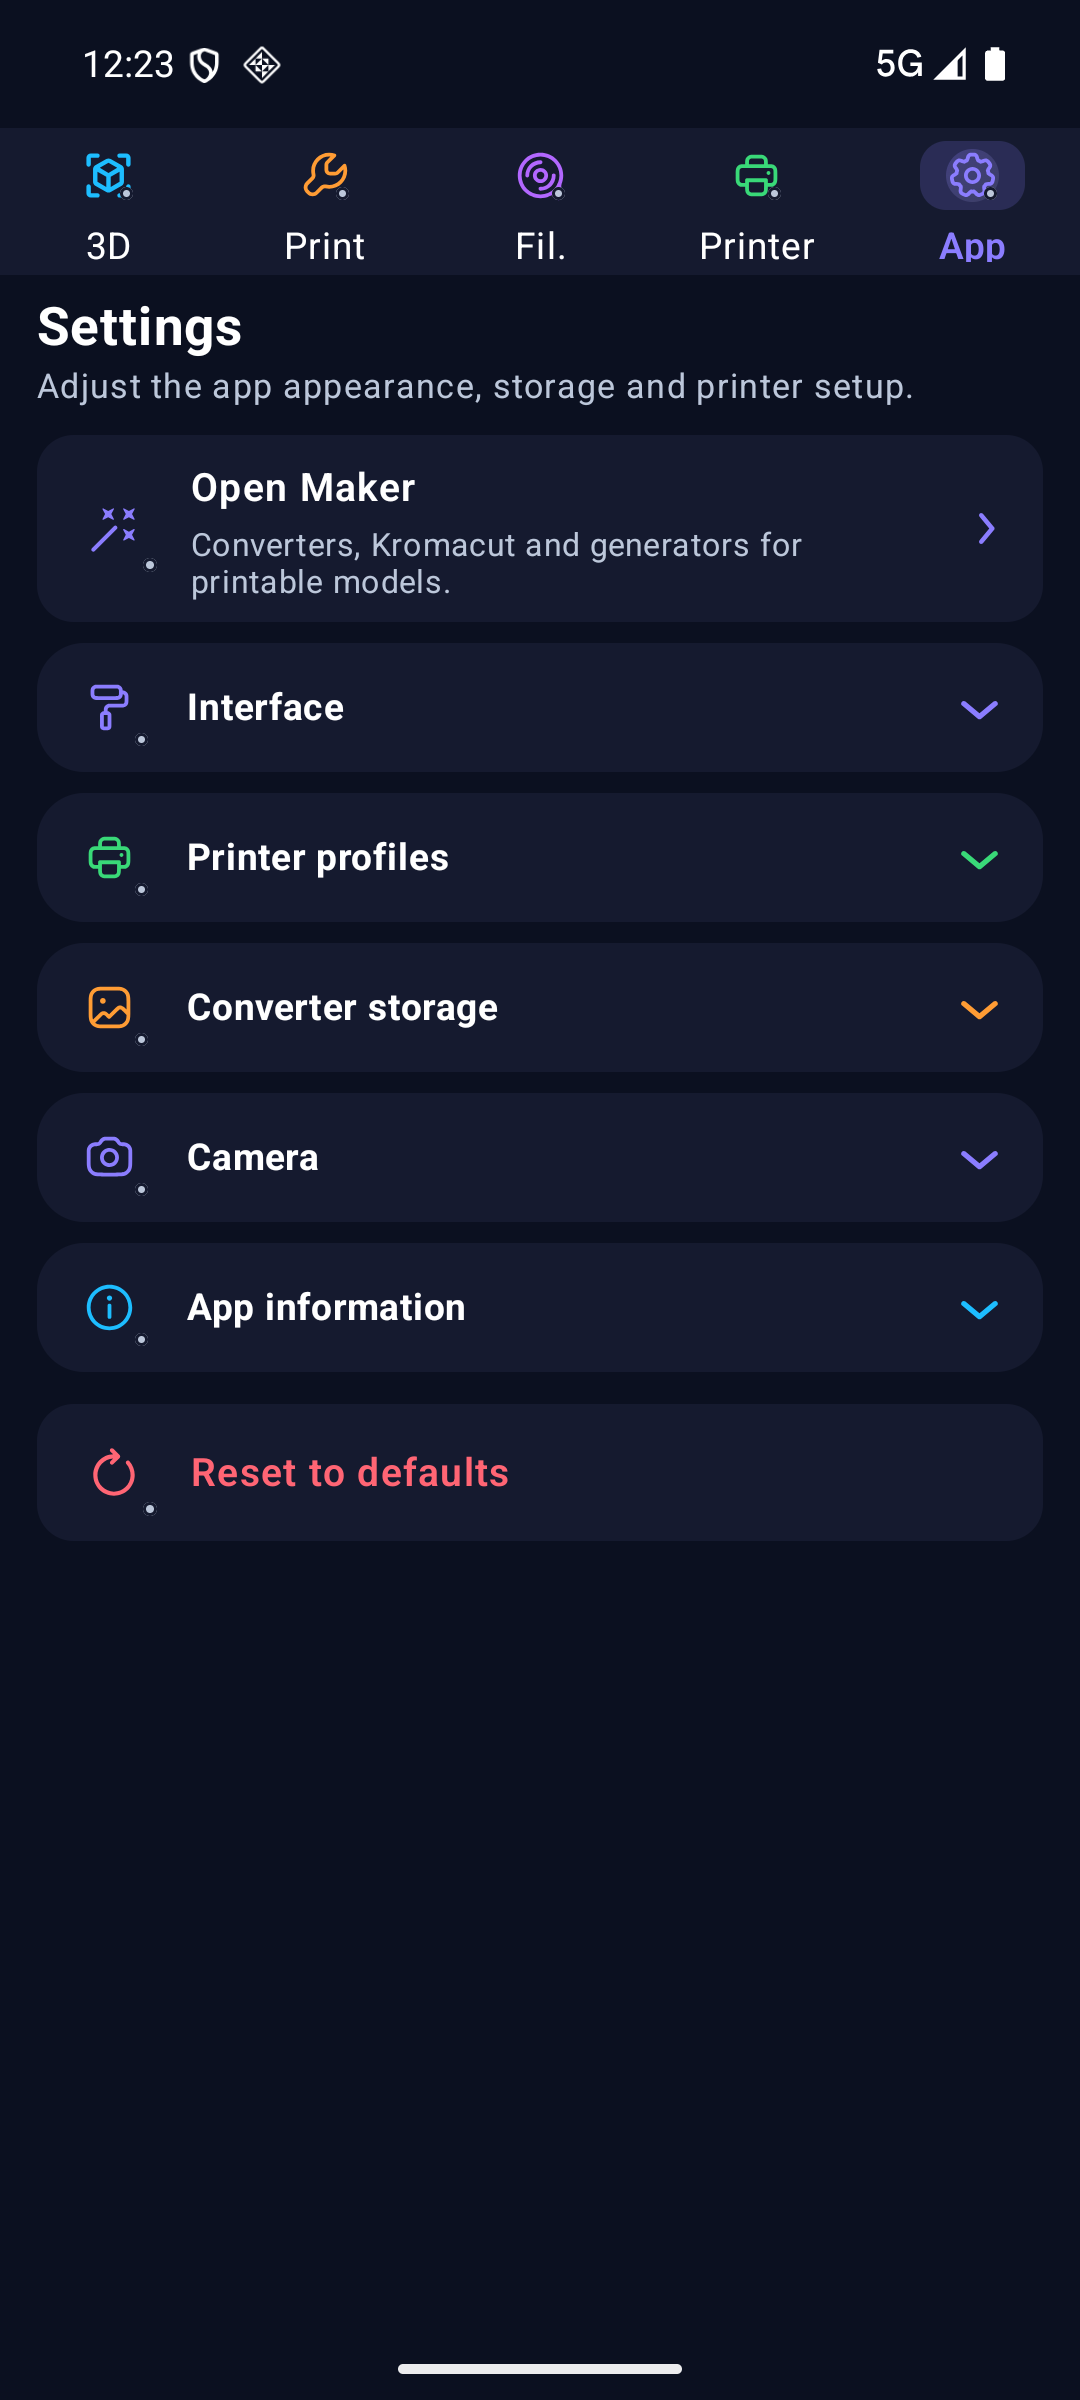 12:23
5G
3D
Print
Fil.
Printer
App
Settings
Adjust the app appearance, storage and printer setup.
Open Maker
Converters, Kromacut and generators for
printable models.
Interface
Printer profiles
Converter storage
Camera
App information
Reset to defaults